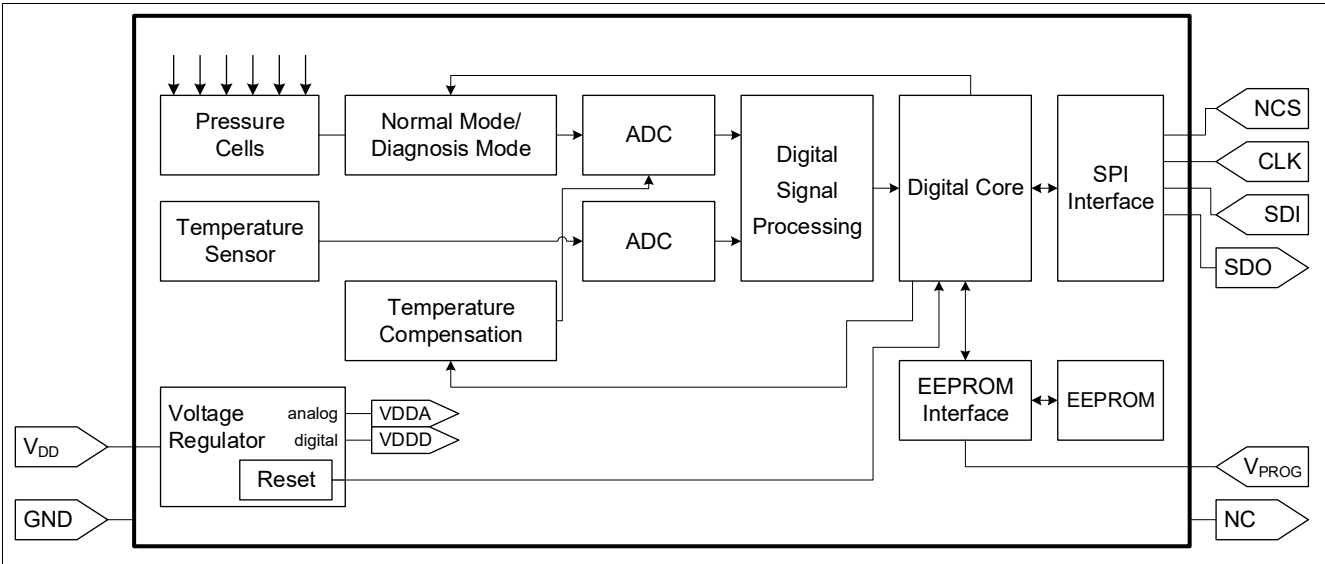 Pressure
Cells
Normal Mode/
Diagnosis Mode
ADC
Digital
Signal
Processing
Digital Core
SPI
Interface
NCS
CLK
SDI
SDO
Temperature
Sensor
ADC
Temperature
Compensation
Voltage
Regulator
analog
digital
Reset
VDDA
VDDD
EEPROM
Interface
EEPROM
VDD
GND
VPROG
NC